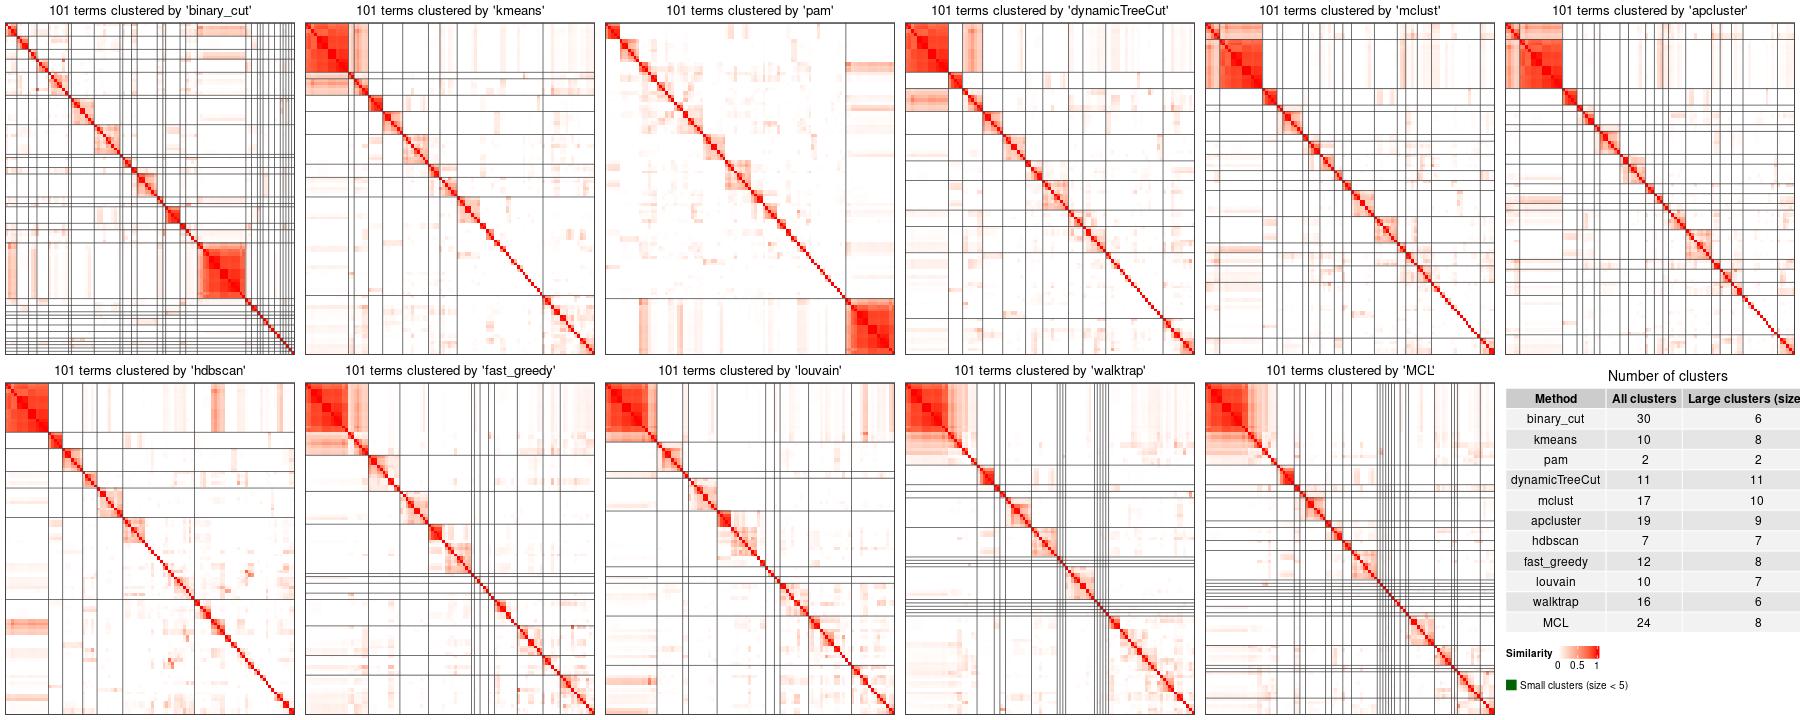 101 terms clustered by 'binary_cut'
101 terms clustered by 'kmeans'
101 terms clustered by 'pam'
101 terms clustered by 'dynamicTreeCut'
101 terms clustered by 'mclust'
101 terms clustered by 'apcluster'
101 terms clustered by 'hdbscan'
101 terms clustered by 'fast_greedy'
101 terms clustered by 'louvain'
101 terms clustered by 'walktrap'
101 terms clustered by 'MCL'
Number of clusters
Method All clusters Large clusters (size
binary_cut 30 6
kmeans 10 8
pam 2 2
dynamicTreeCut 11 11
mclust 17 10
apcluster 19 9
hdbscan 7 7
fast_greedy 12 8
louvain 10 7
walktrap 16 6
MCL 24 8
Similarity
0 0.5 1
Small clusters (size < 5)